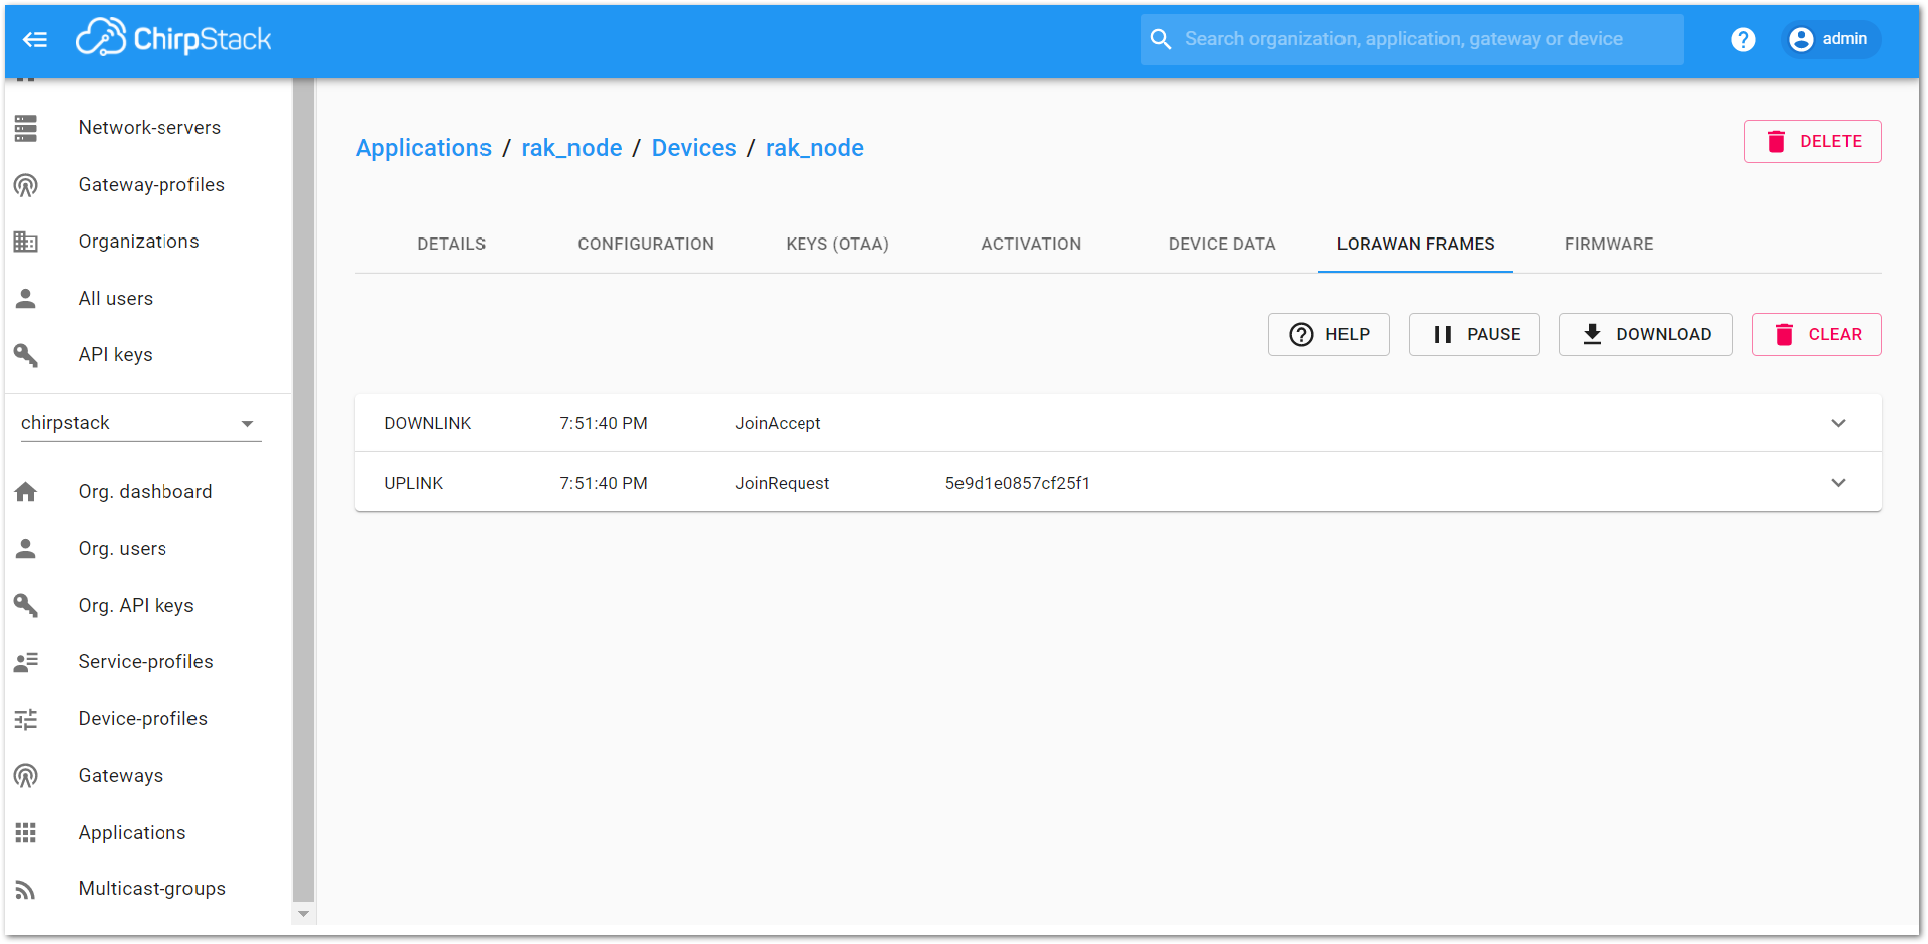 ChirpStack
Search organization, application, gateway or device
?
admin
Network-servers
Gateway-profiles
Organizations
All users
API keys
chirpstack
Org. dashboard
Org. users
Org. API keys
Service-profiles
Device-profiles
Gateways
Applications
Multicast-groups
Applications / rak_node / Devices / rak_node
DELETE
DETAILS CONFIGURATION KEYS (OTAA) ACTIVATION DEVICE DATA LORAWAN FRAMES FIRMWARE
? HELP PAUSE DOWNLOAD CLEAR
DOWNLINK 7:51:40 PM JoinAccept
UPLINK 7:51:40 PM JoinRequest 5e9d1e0857cf25f1